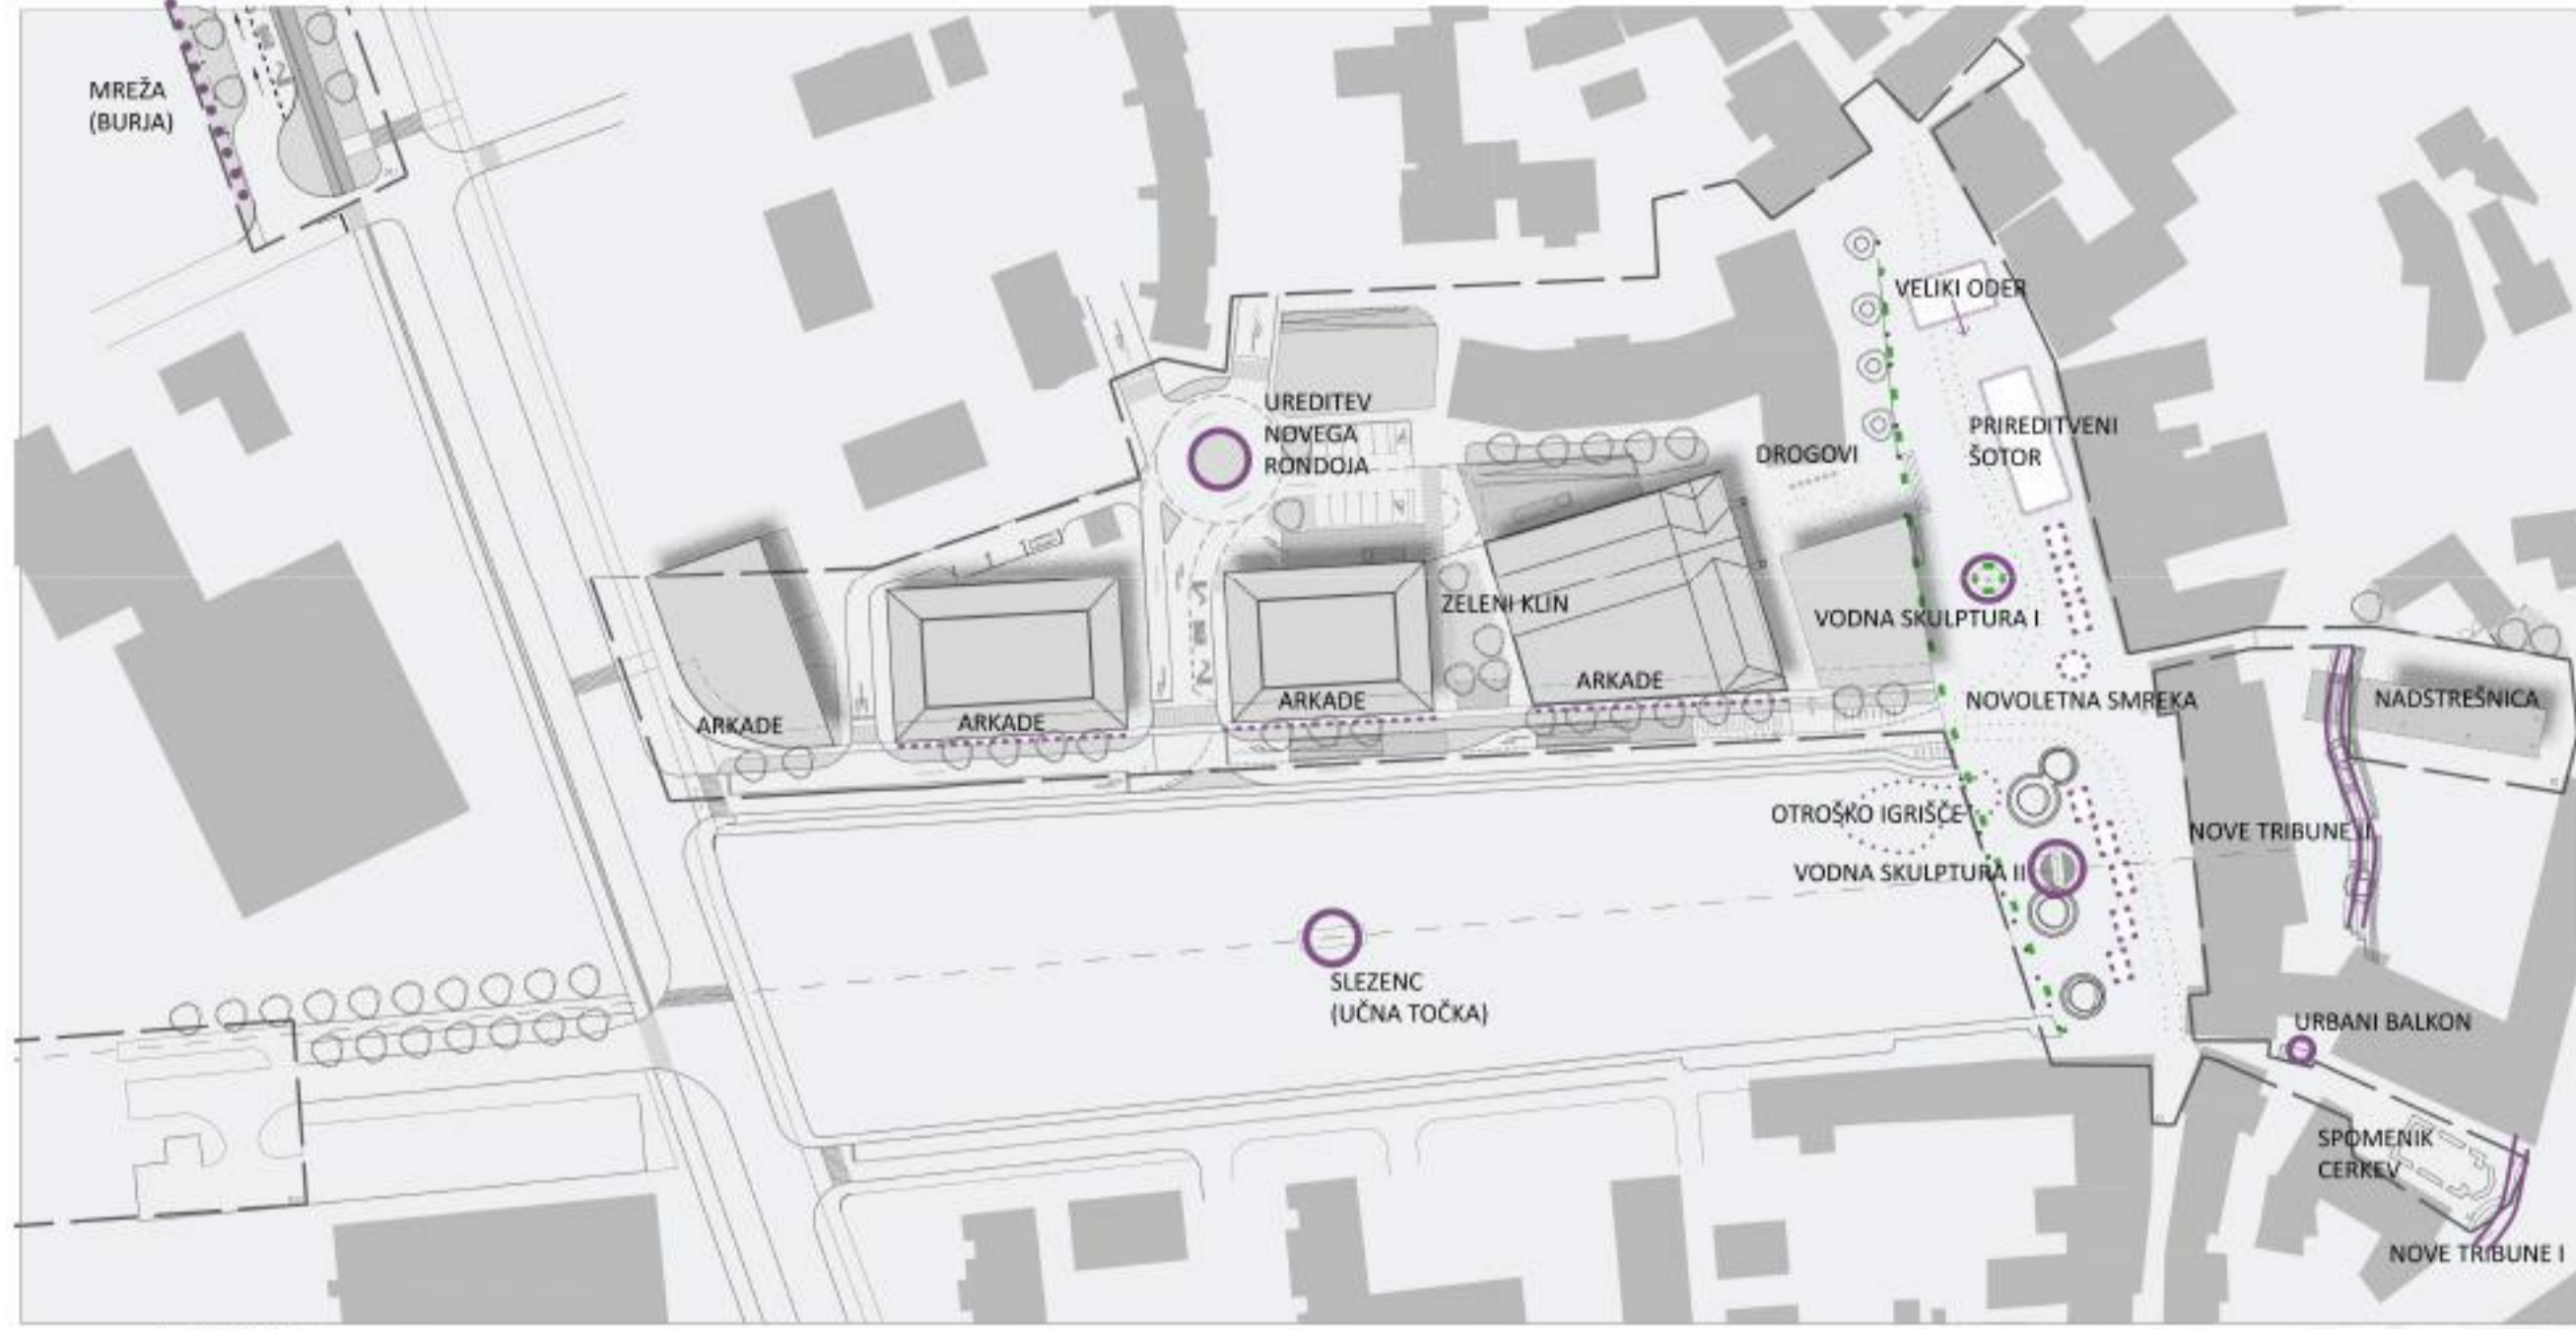 MREŽA
(BURJA)
VELIKI ODER
UREDITEV
NOVEGA
RONDOJA
DROGOVI
PRIREDITVENI
ŠOTOR
ZELENI KLIN
VODNA SKULPTURA I
ARKADE
ARKADE
ARKADE
ARKADE
NOVOLETNA SMREKA
NADSTREŠNICA
OTROŠKO IGRIŠČE
NOVE TRIBUNE II
VODNA SKULPTURA II
SLEZENC
(UČNA TOČKA)
URBANI BALKON
SPOMENIK
CERKEV
NOVE TRIBUNE I